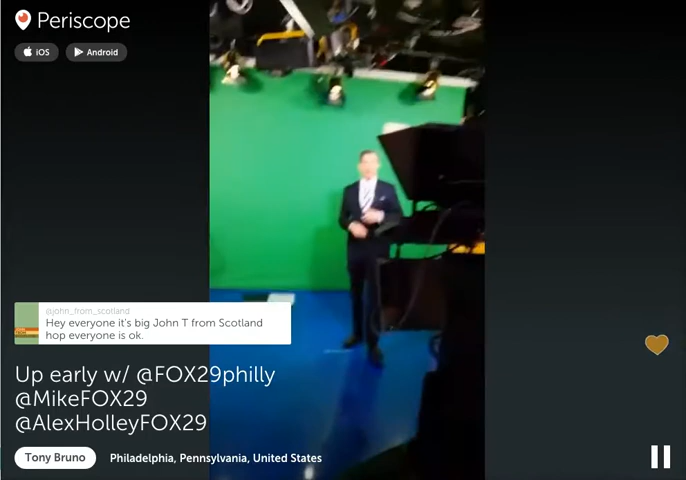 Periscope
iOS
Android
@john_from_scotland
Hey everyone it's big John T from Scotland
hop everyone is ok.
Up early w/ @FOX29philly
@MikeFOX29
@AlexHolleyFOX29
Tony Bruno
Philadelphia, Pennsylvania, United States